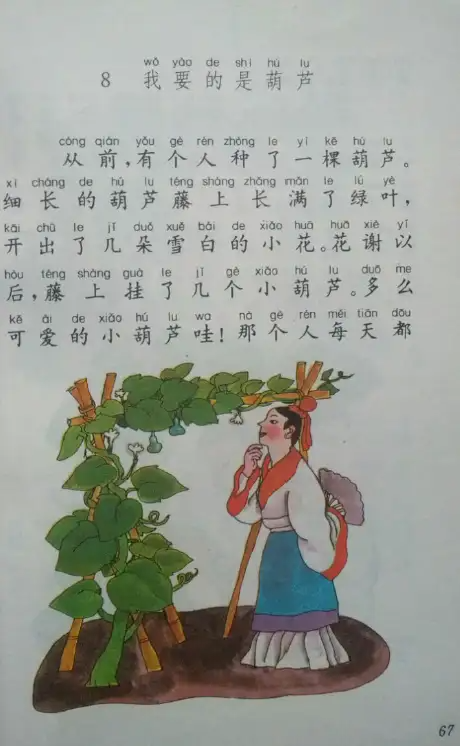 wǒ yào de shì hú lu
8 我要的是葫芦
cóng qián yǒu gè rén zhòng le yì kē hú lu
从前,有个人种了一棵葫芦。
xì cháng de hú lu téng shàng zhǎng mǎn le lǜ yè
细长的葫芦藤上长满了绿叶,
kāi chū le jǐ duǒ xuě bái de xiǎo huā huā xiè yǐ
开出了几朵雪白的小花。花谢以
hòu téng shàng guà le jǐ gè xiǎo hú lu duō me
后,藤上挂了几个小葫芦。多么
kě ài de xiǎo hú lu wa nà gè rén měi tiān dōu
可爱的小葫芦哇!那个人每天都
67